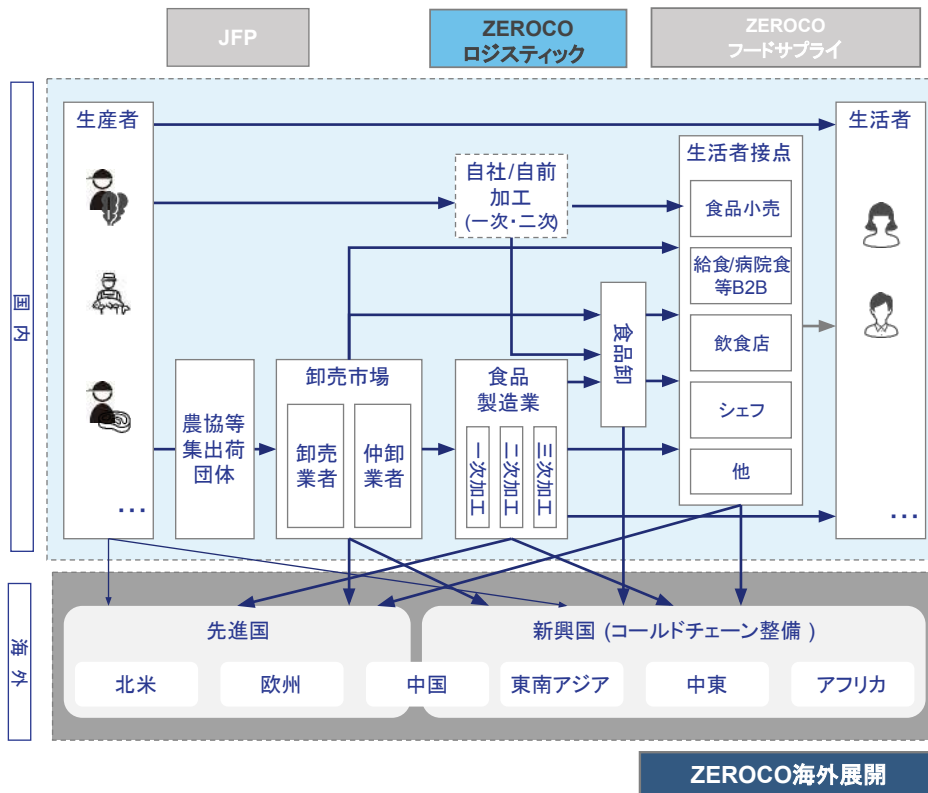 JFP
ZEROCO
ロジスティック
ZEROCO
フードサプライ
国内
生産者
…
農協等
集出荷
団体
卸売市場
卸売
業者
仲卸
業者
自社/自前
加工
(一次・二次)
食品
製造業
一次加工
二次加工
三次加工
食品卸
生活者接点
食品小売
給食/病院食
等B2B
飲食店
シェフ
他
生活者
…
海外
先進国
新興国 (コールドチェーン整備 )
北米
欧州
中国
東南アジア
中東
アフリカ
ZEROCO海外展開